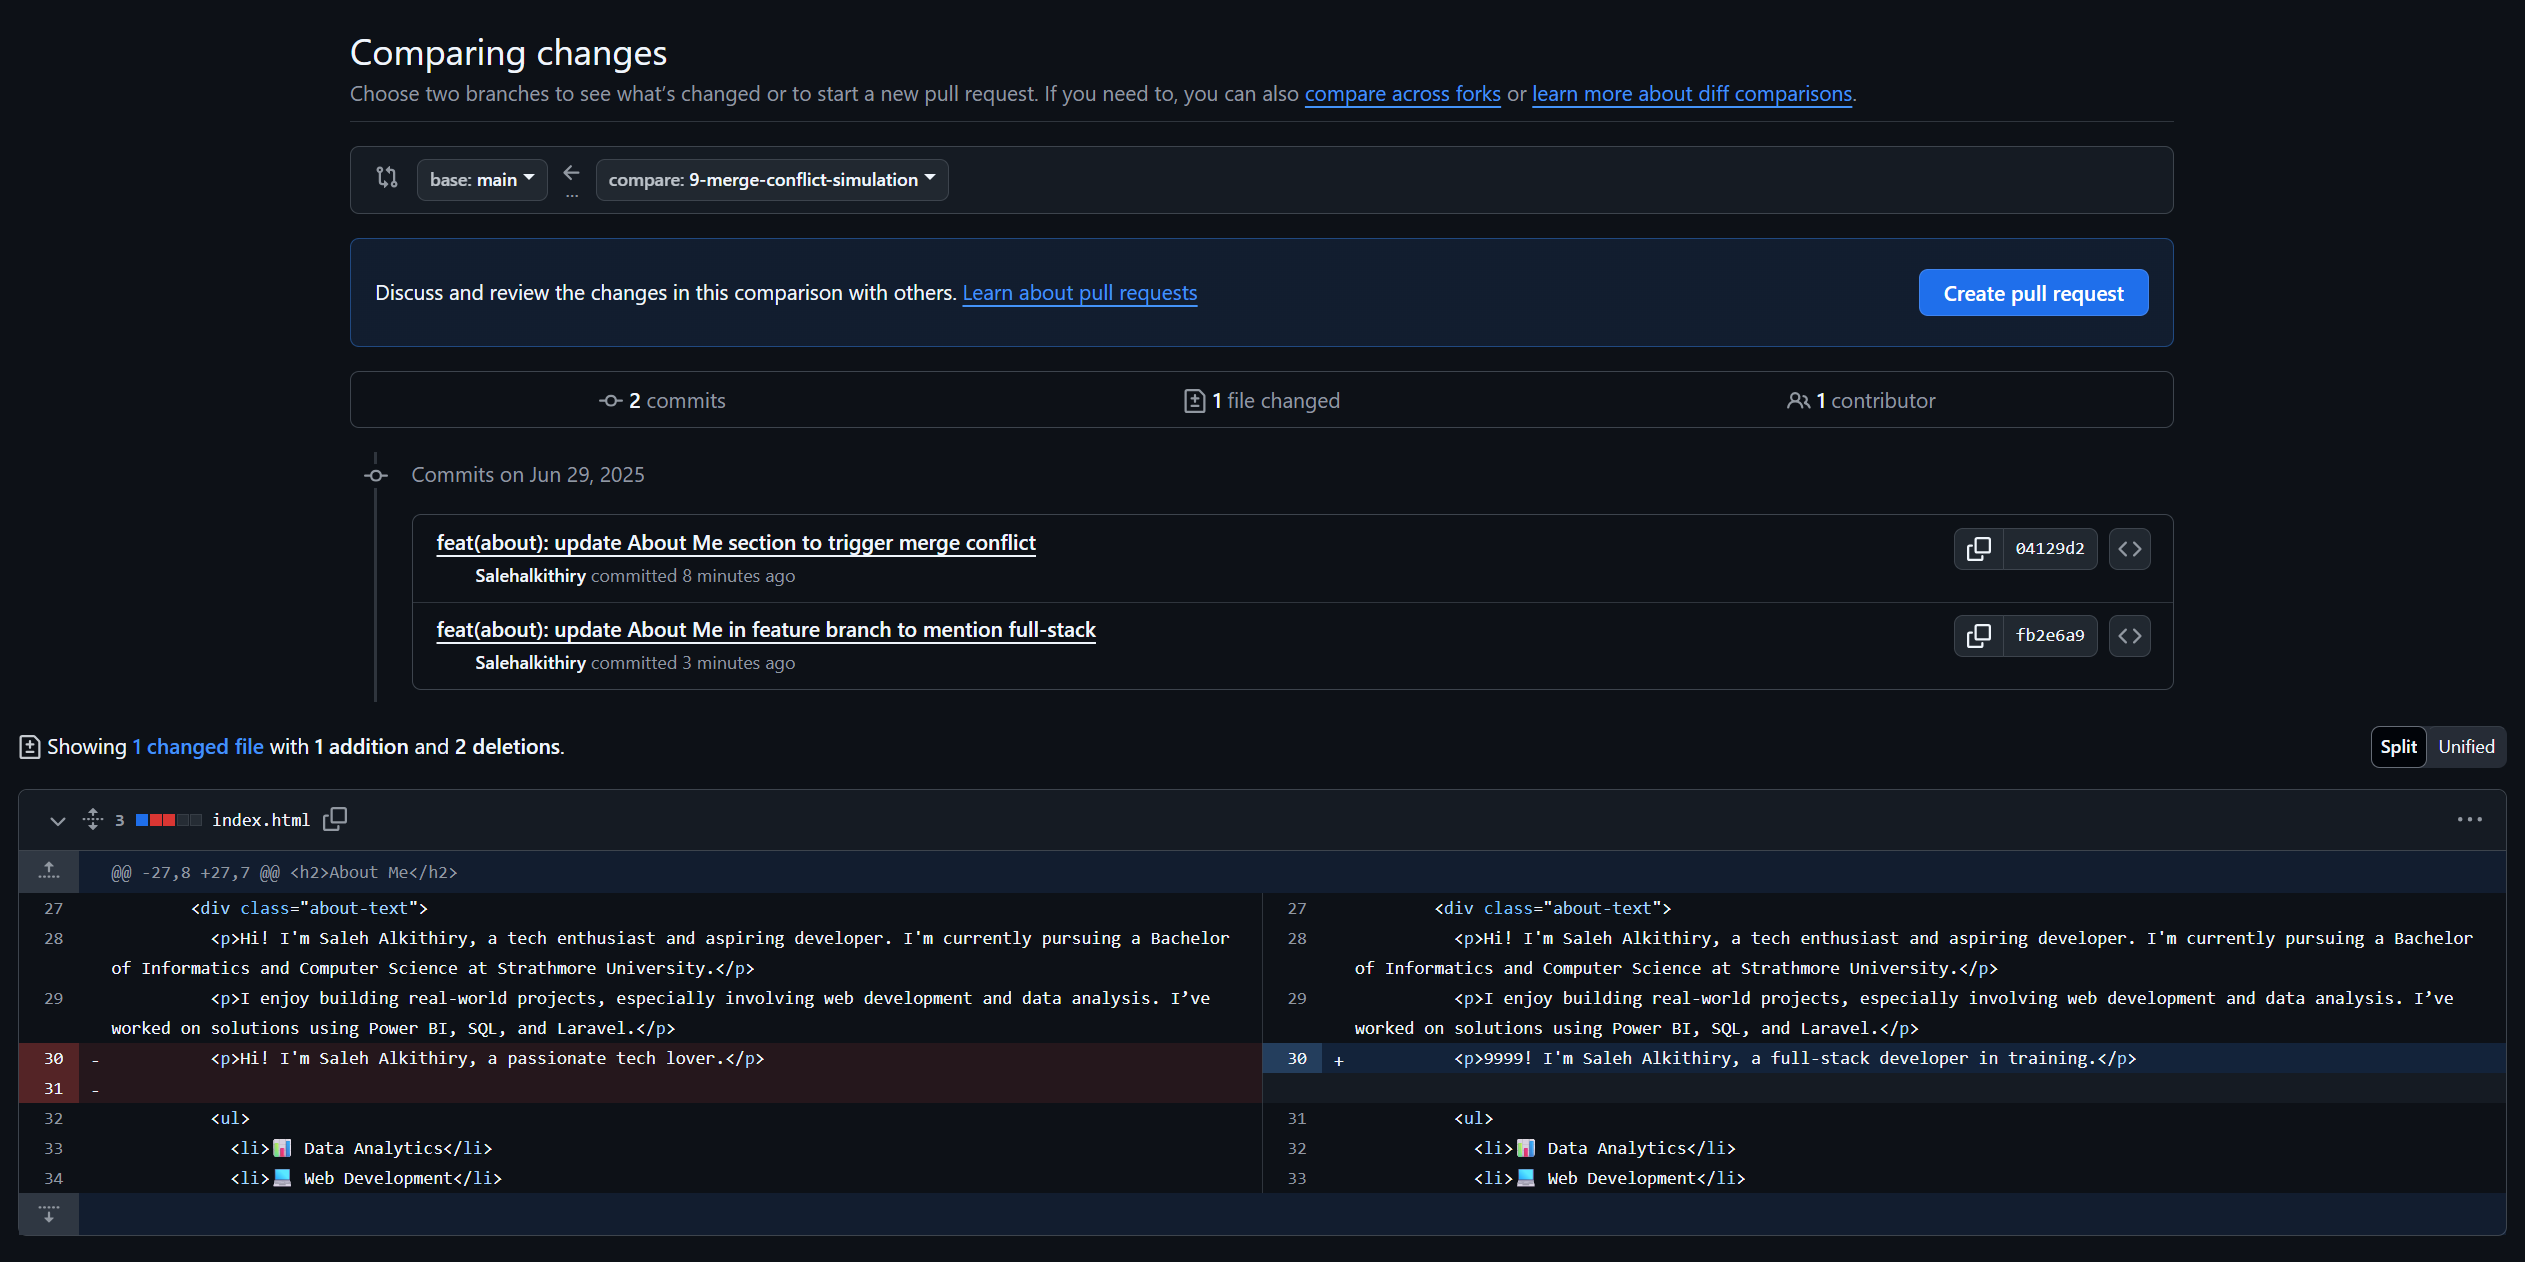 Comparing changes
Choose two branches to see what’s changed or to start a new pull request. If you need to, you can also compare across forks or learn more about diff comparisons.
base: main
...
compare: 9-merge-conflict-simulation
Discuss and review the changes in this comparison with others. Learn about pull requests
Create pull request
2 commits
1 file changed
1 contributor
Commits on Jun 29, 2025
feat(about): update About Me section to trigger merge conflict
04129d2
Salehalkithiry committed 8 minutes ago
feat(about): update About Me in feature branch to mention full-stack
fb2e6a9
Salehalkithiry committed 3 minutes ago
Showing 1 changed file with 1 addition and 2 deletions.
Split Unified
3 index.html
@@ -27,8 +27,7 @@ <h2>About Me</h2>
27 <div class="about-text">
28 <p>Hi! I'm Saleh Alkithiry, a tech enthusiast and aspiring developer. I'm currently pursuing a Bachelor
of Informatics and Computer Science at Strathmore University.</p>
29 <p>I enjoy building real-world projects, especially involving web development and data analysis. I’ve
worked on solutions using Power BI, SQL, and Laravel.</p>
30 - <p>Hi! I'm Saleh Alkithiry, a passionate tech lover.</p>
31 -
32 <ul>
33 <li>📊 Data Analytics</li>
34 <li>💻 Web Development</li>
27 <div class="about-text">
28 <p>Hi! I'm Saleh Alkithiry, a tech enthusiast and aspiring developer. I'm currently pursuing a Bachelor
of Informatics and Computer Science at Strathmore University.</p>
29 <p>I enjoy building real-world projects, especially involving web development and data analysis. I’ve
worked on solutions using Power BI, SQL, and Laravel.</p>
30 + <p>9999! I'm Saleh Alkithiry, a full-stack developer in training.</p>
31 <ul>
32 <li>📊 Data Analytics</li>
33 <li>💻 Web Development</li>